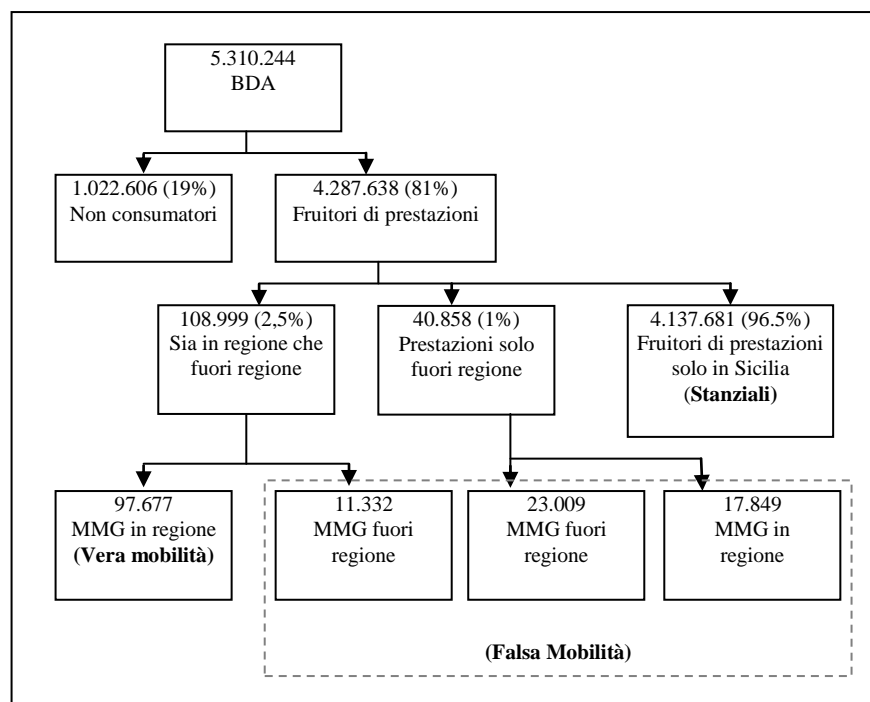 5.310.244
BDA
1.022.606 (19%)
Non consumatori
4.287.638 (81%)
Fruitori di prestazioni
108.999 (2,5%)
Sia in regione che
fuori regione
40.858 (1%)
Prestazioni solo
fuori regione
4.137.681 (96.5%)
Fruitori di prestazioni
solo in Sicilia
(Stanziali)
97.677
MMG in regione
(Vera mobilità)
11.332
MMG fuori
regione
23.009
MMG fuori
regione
17.849
MMG in
regione
(Falsa Mobilità)